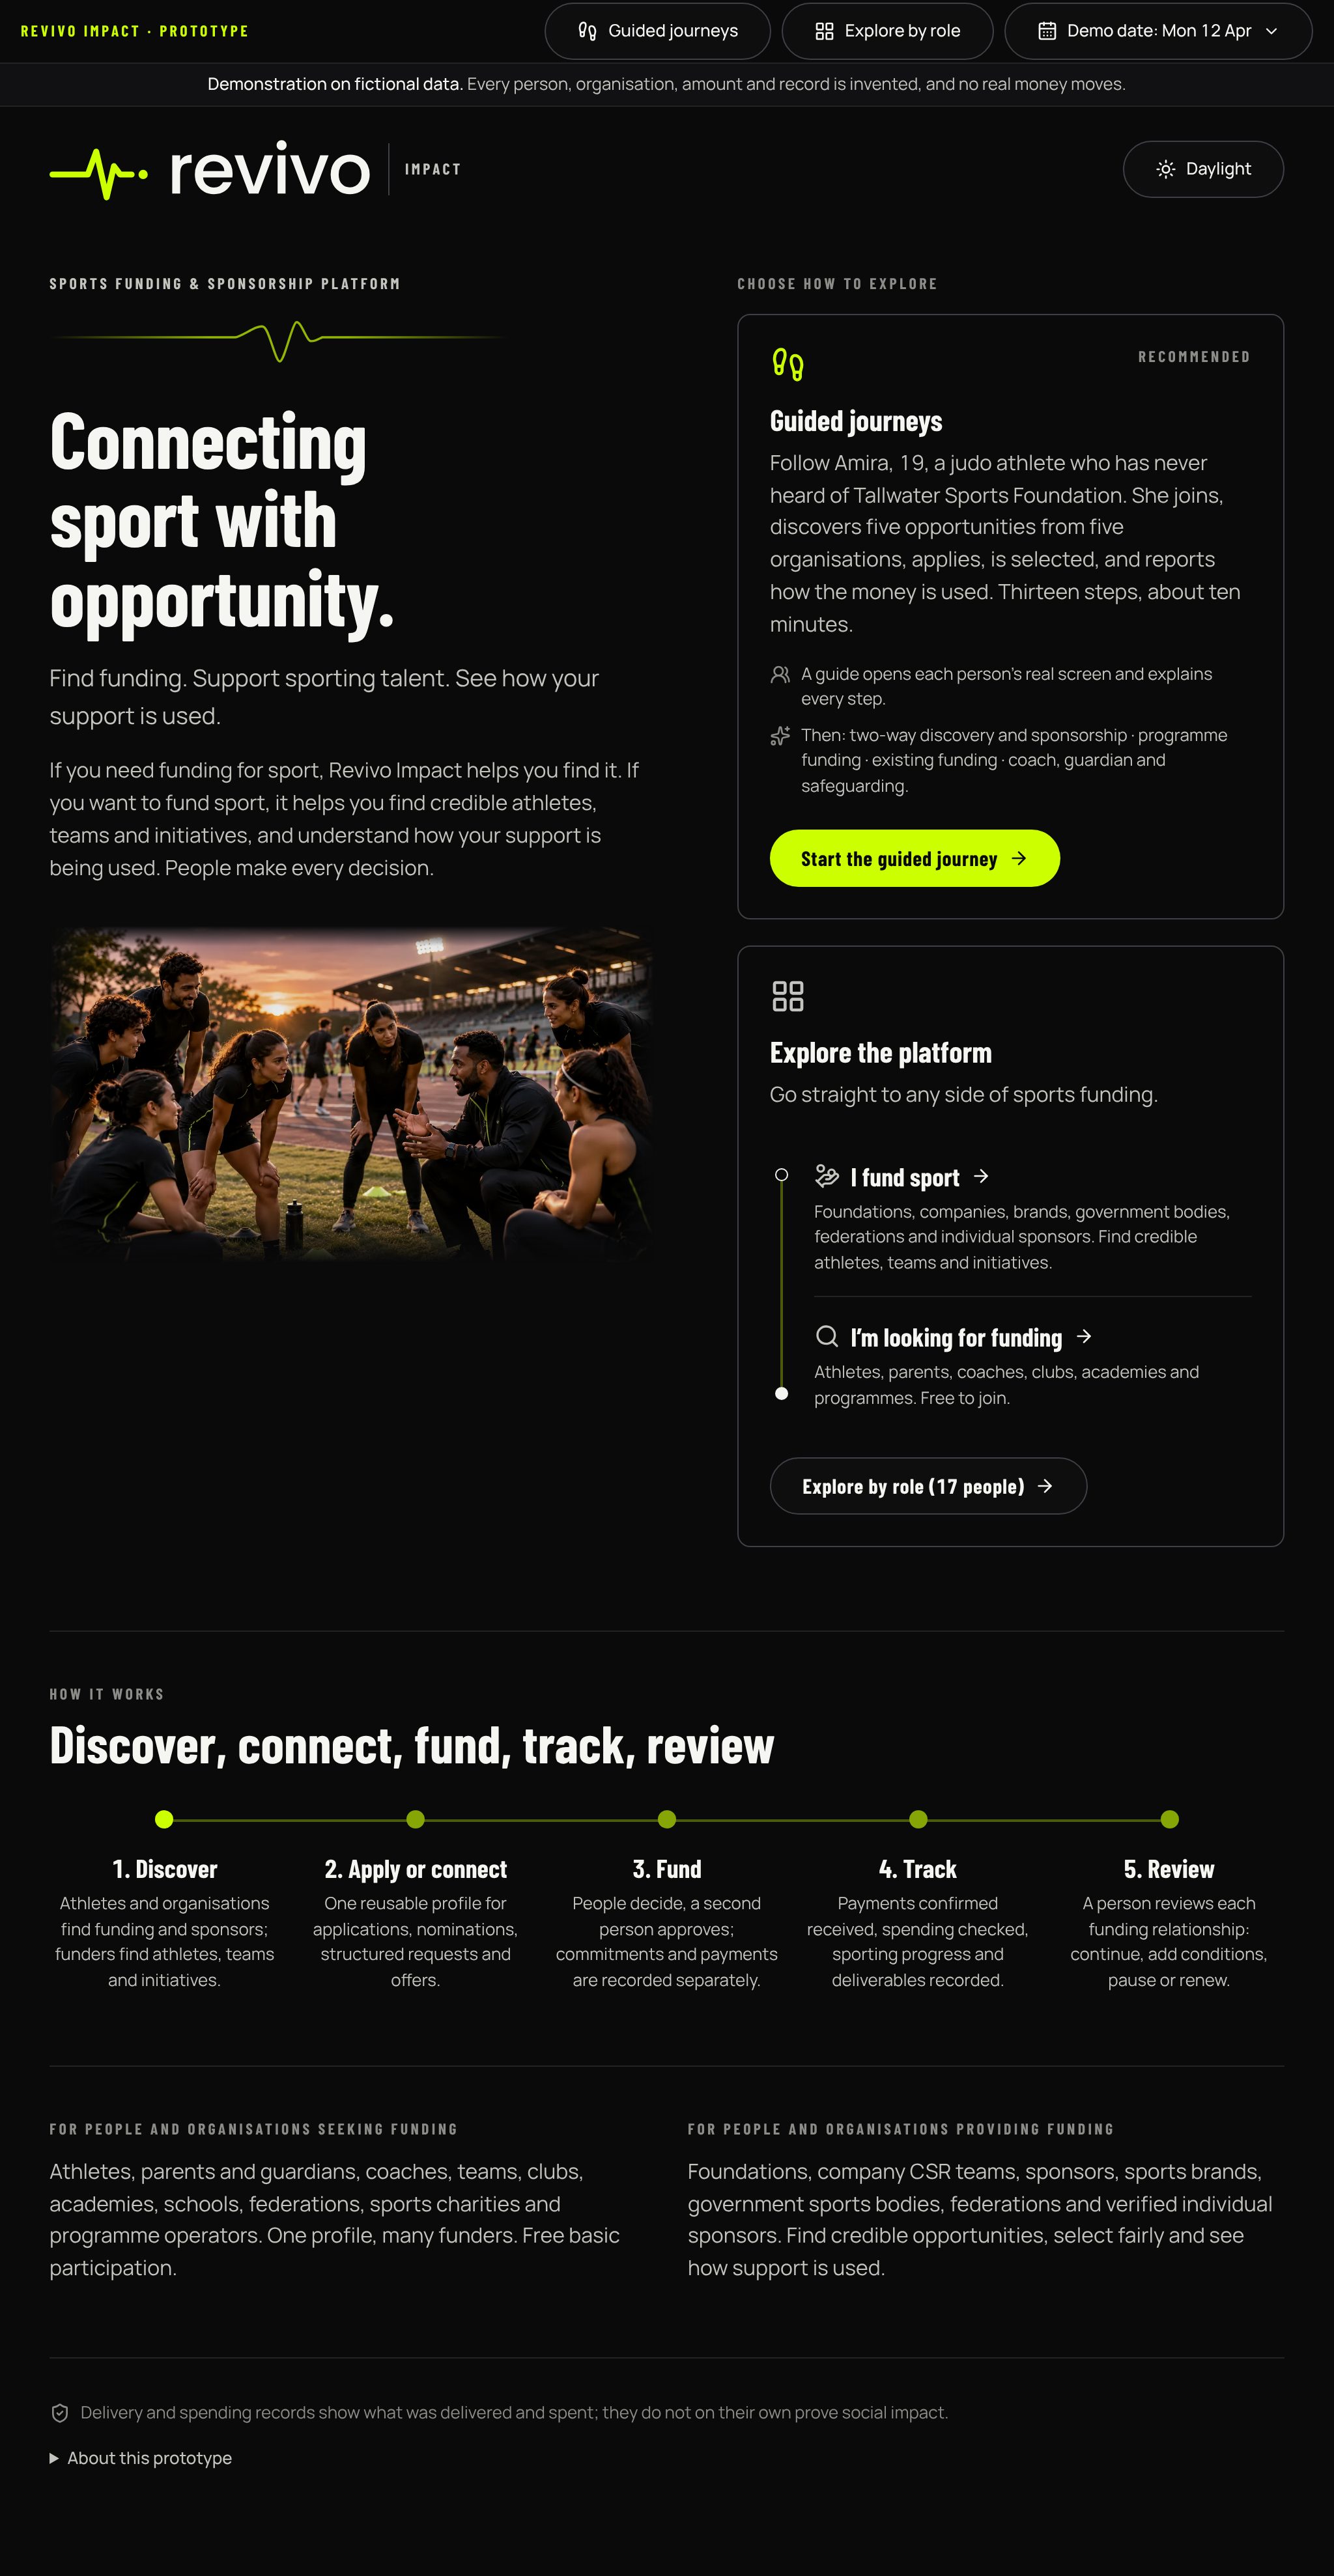 REVIVO IMPACT · PROTOTYPE
Guided journeys
Explore by role
Demo date: Mon 12 Apr
Demonstration on fictional data. Every person, organisation, amount and record is invented, and no real money moves.
revivo
IMPACT
Daylight
SPORTS FUNDING & SPONSORSHIP PLATFORM
Connecting
sport with
opportunity.
Find funding. Support sporting talent. See how your
support is used.
If you need funding for sport, Revivo Impact helps you find it. If
you want to fund sport, it helps you find credible athletes,
teams and initiatives, and understand how your support is
being used. People make every decision.
CHOOSE HOW TO EXPLORE
RECOMMENDED
Guided journeys
Follow Amira, 19, a judo athlete who has never
heard of Tallwater Sports Foundation. She joins,
discovers five opportunities from five
organisations, applies, is selected, and reports
how the money is used. Thirteen steps, about ten
minutes.
A guide opens each person's real screen and explains
every step.
Then: two-way discovery and sponsorship · programme
funding · existing funding · coach, guardian and
safeguarding.
Start the guided journey
Explore the platform
Go straight to any side of sports funding.
I fund sport
Foundations, companies, brands, government bodies,
federations and individual sponsors. Find credible
athletes, teams and initiatives.
I'm looking for funding
Athletes, parents, coaches, clubs, academies and
programmes. Free to join.
Explore by role (17 people)
HOW IT WORKS
Discover, connect, fund, track, review
1. Discover
Athletes and organisations
find funding and sponsors;
funders find athletes, teams
and initiatives.
2. Apply or connect
One reusable profile for
applications, nominations,
structured requests and
offers.
3. Fund
People decide, a second
person approves;
commitments and payments
are recorded separately.
4. Track
Payments confirmed
received, spending checked,
sporting progress and
deliverables recorded.
5. Review
A person reviews each
funding relationship:
continue, add conditions,
pause or renew.
FOR PEOPLE AND ORGANISATIONS SEEKING FUNDING
Athletes, parents and guardians, coaches, teams, clubs,
academies, schools, federations, sports charities and
programme operators. One profile, many funders. Free basic
participation.
FOR PEOPLE AND ORGANISATIONS PROVIDING FUNDING
Foundations, company CSR teams, sponsors, sports brands,
government sports bodies, federations and verified individual
sponsors. Find credible opportunities, select fairly and see
how support is used.
Delivery and spending records show what was delivered and spent; they do not on their own prove social impact.
About this prototype